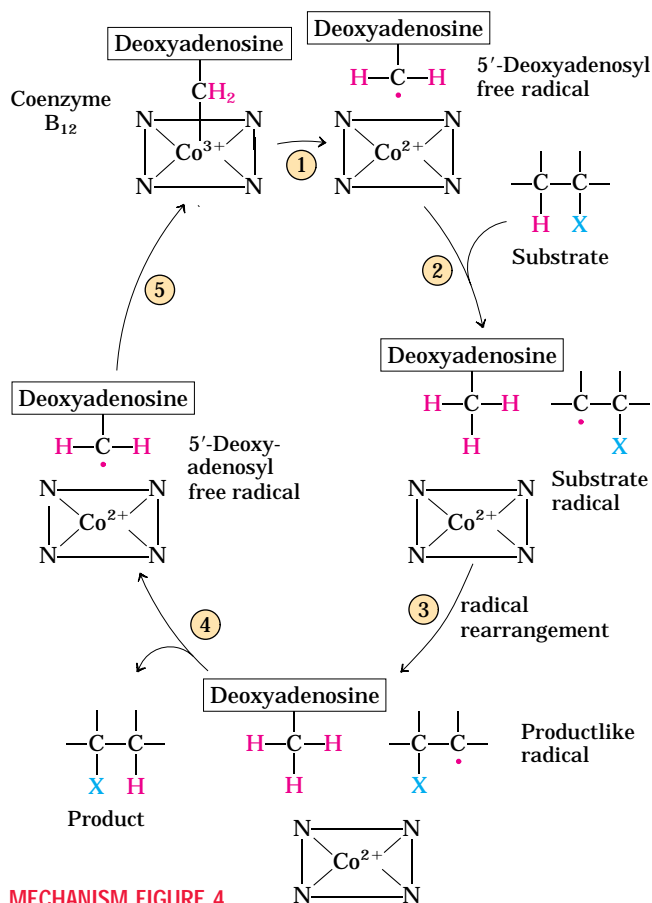 Deoxyadenosine
CH2
Coenzyme
B12
N N
Co3+
N N
1
Deoxyadenosine
H—C—H
5′-Deoxyadenosyl
free radical
N N
Co2+
N N
C—C
H X
Substrate
2
Deoxyadenosine
H—C—H
H
C—C
X
Substrate
radical
N N
Co2+
N N
3
radical
rearrangement
Deoxyadenosine
H—C—H
H
C—C
X
Productlike
radical
N N
Co2+
N N
4
C—C
X H
Product
Deoxyadenosine
H—C—H
5′-Deoxy-
adenosyl
free radical
N N
Co2+
N N
5
MECHANISM FIGURE 4